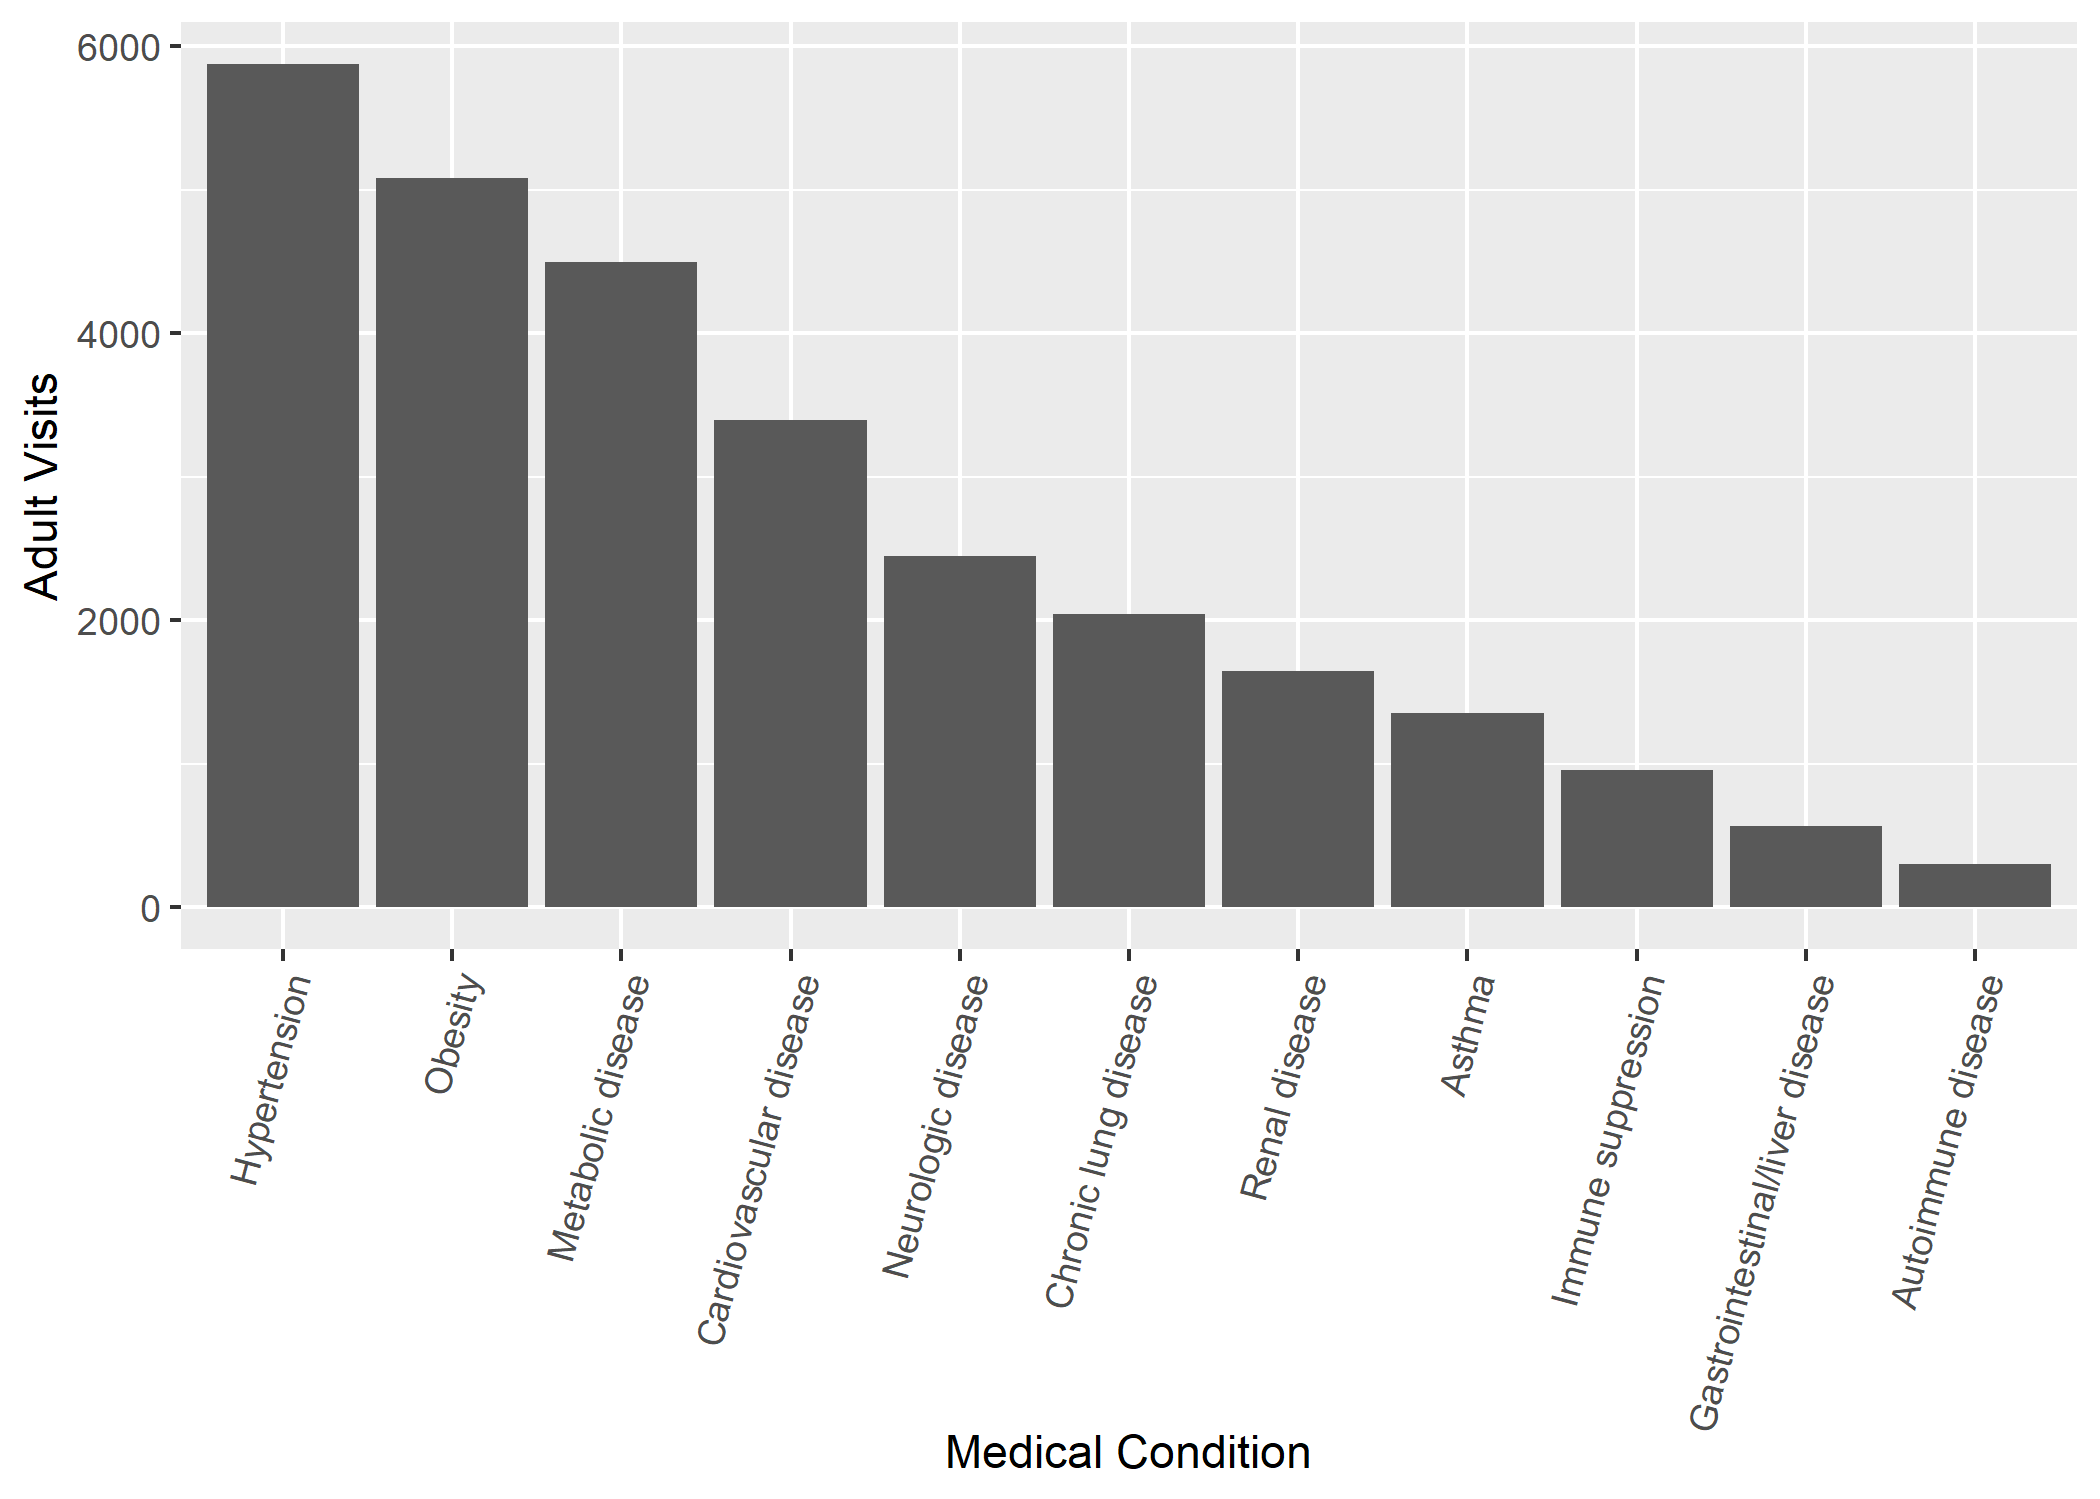 6000
4000
2000
0
Adult Visits
Hypertension
Obesity
Metabolic disease
Cardiovascular disease
Neurologic disease
Chronic lung disease
Renal disease
Asthma
Immune suppression
Gastrointestinal/liver disease
Autoimmune disease
Medical Condition